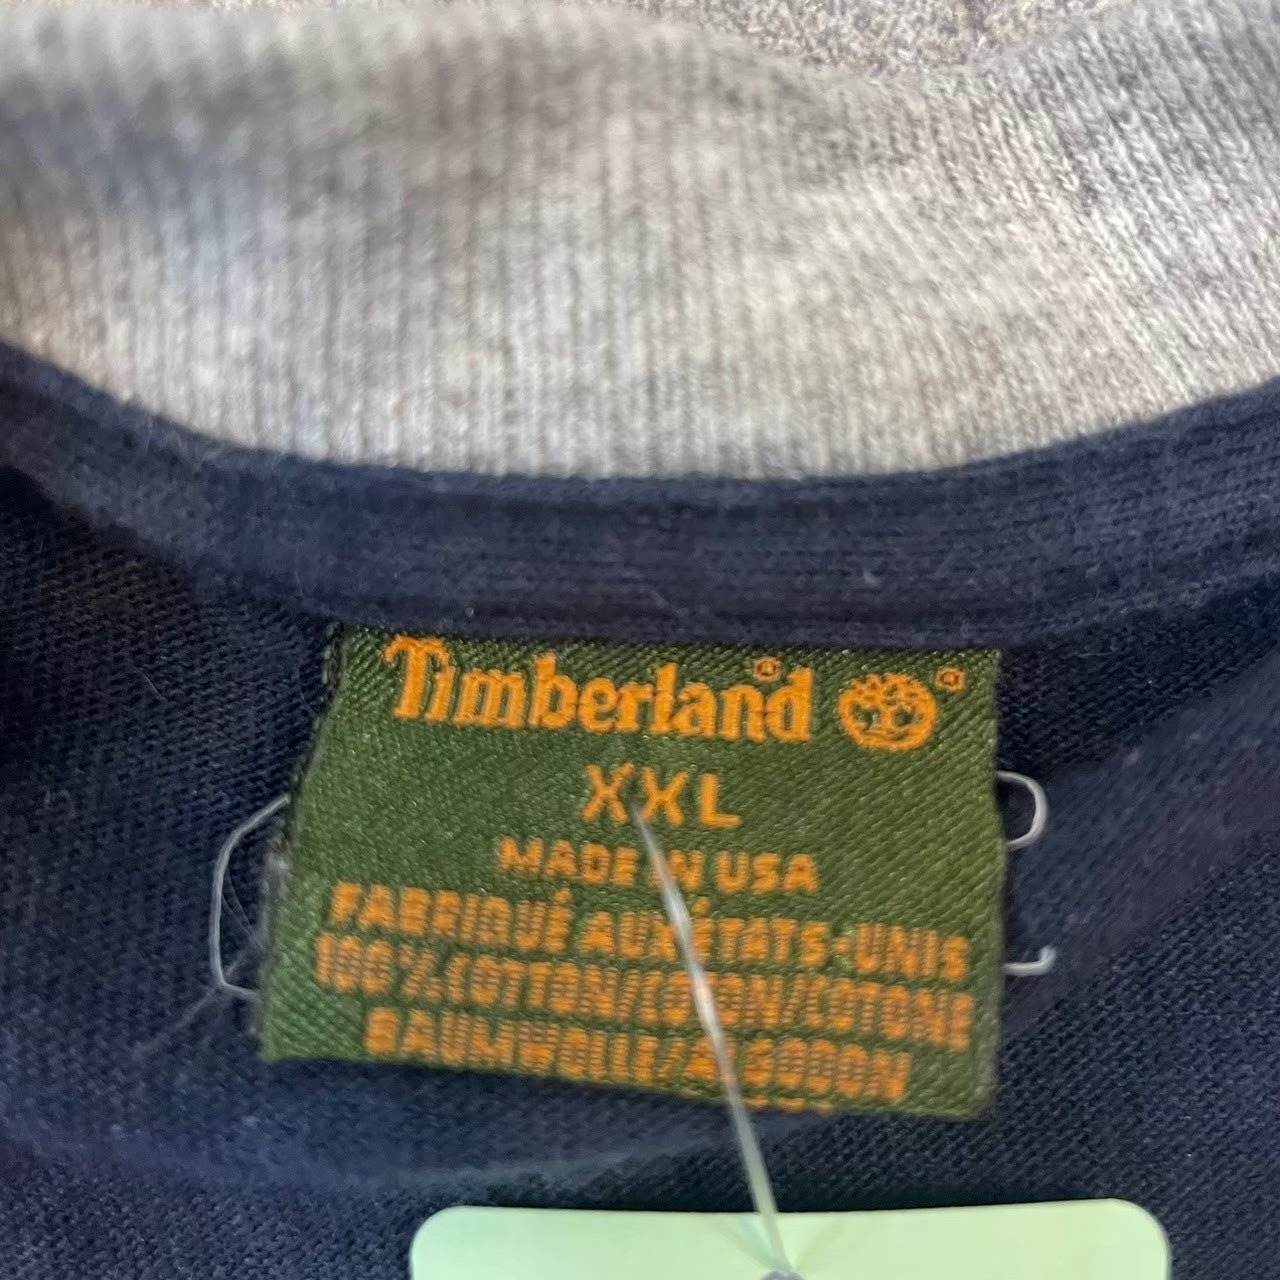 Timberland®
XXL
MADE IN USA
FABRIQUÉ AUX ÉTATS-UNIS
100% COTTON/COTON/COTONE
BAUMWOLLE/ALGODON